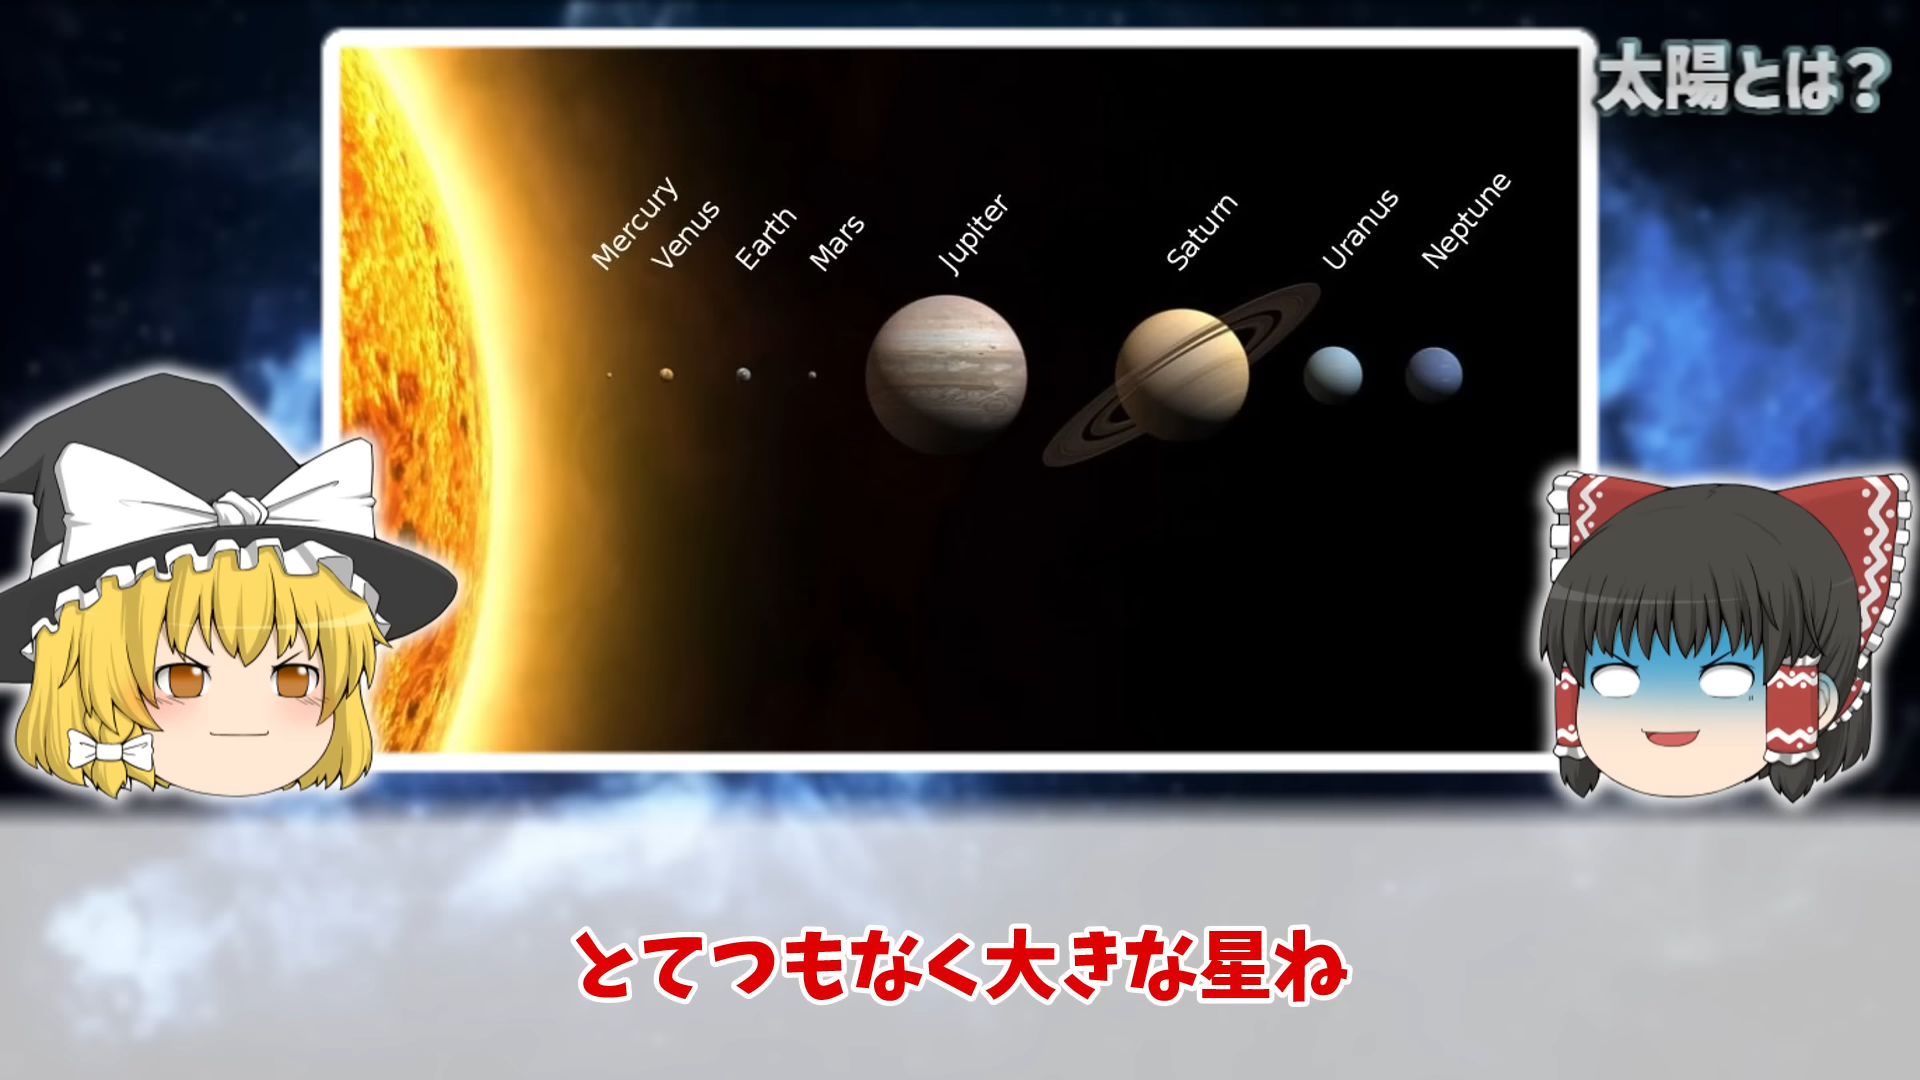 太陽とは？
Mercury
Venus
Earth
Mars
Jupiter
Saturn
Uranus
Neptune
とてつもなく大きな星ね